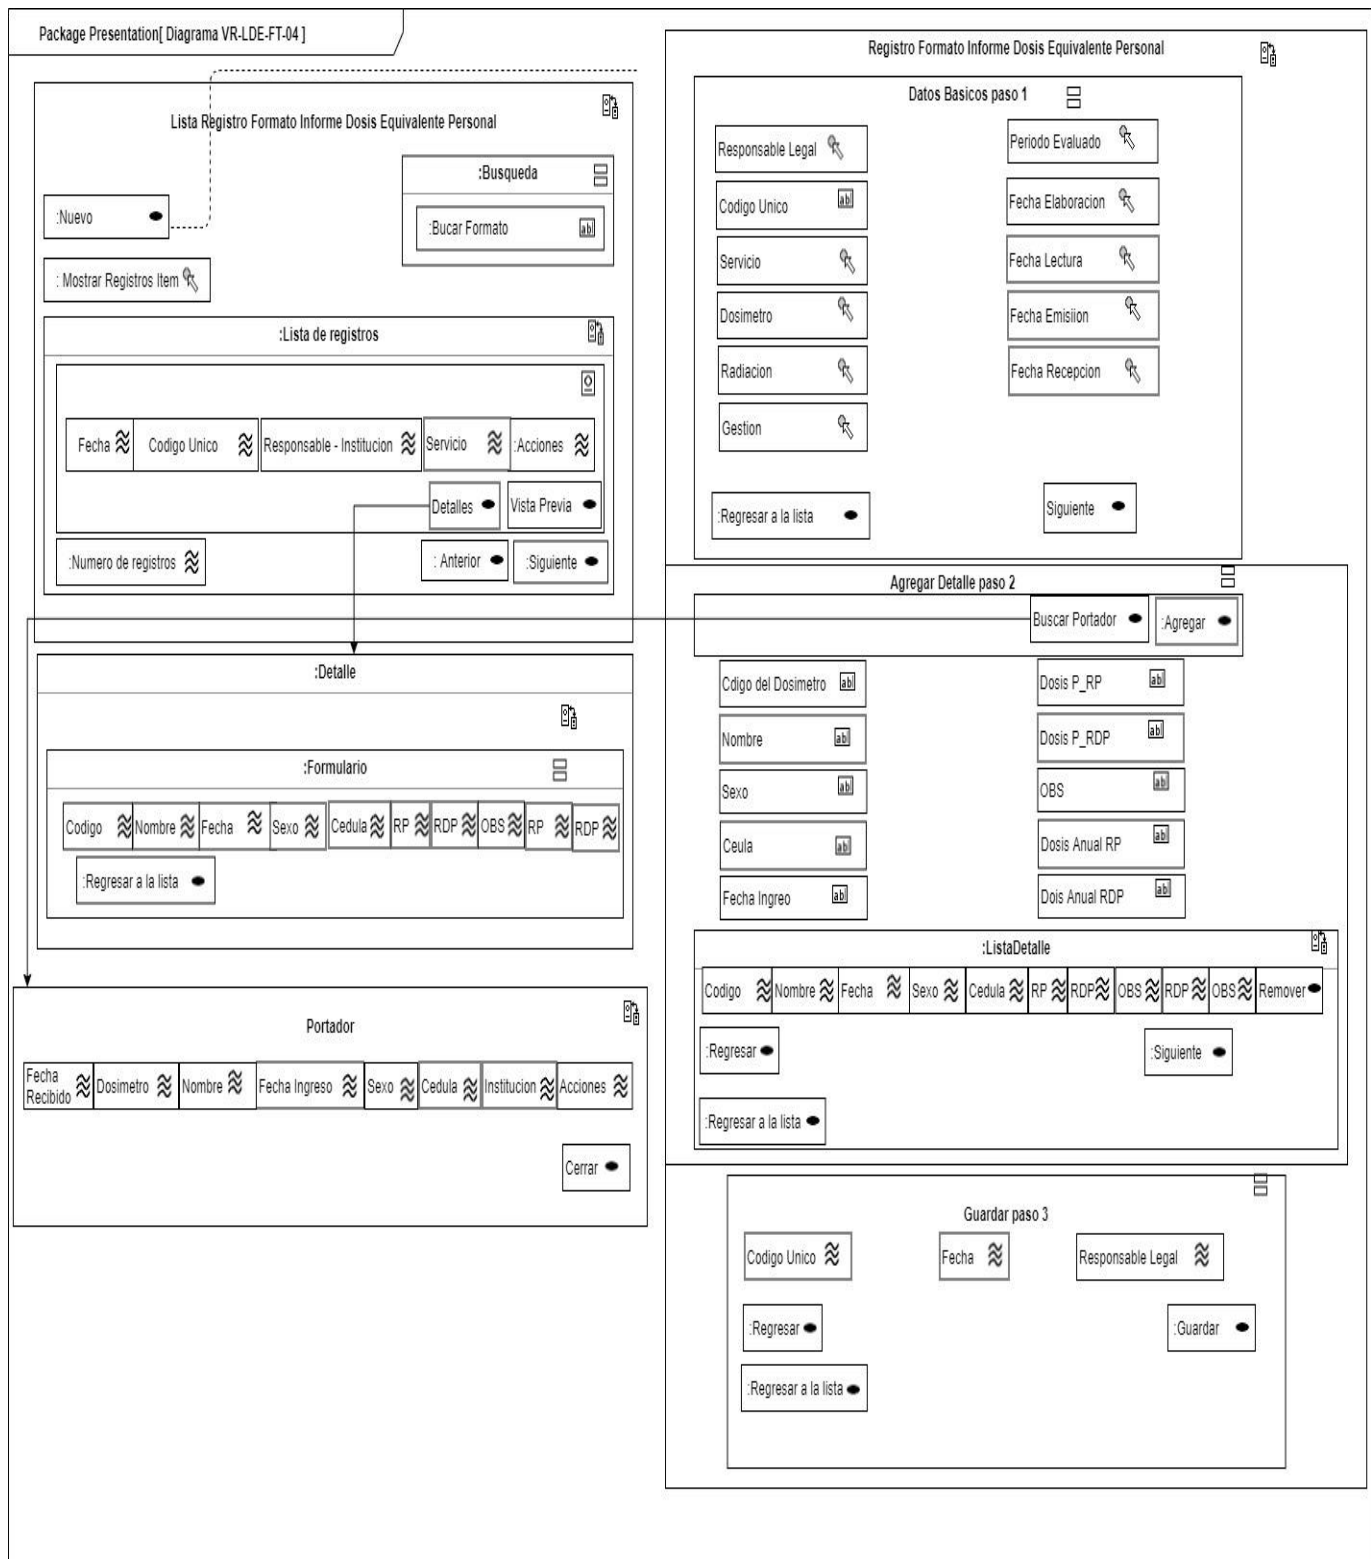 Package Presentation[ Diagrama VR-LDE-FT-04 ]
Lista Registro Formato Informe Dosis Equivalente Personal
:Busqueda
:Nuevo
:Bucar Formato
: Mostrar Registros Item
:Lista de registros
Fecha
Codigo Unico
Responsable - Institucion
Servicio
:Acciones
Detalles
Vista Previa
:Numero de registros
: Anterior
:Siguiente
:Detalle
:Formulario
Codigo
Nombre
Fecha
Sexo
Cedula
RP
RDP
OBS
RP
RDP
:Regresar a la lista
Portador
Fecha
Recibido
Dosimetro
Nombre
Fecha Ingreso
Sexo
Cedula
Institucion
Acciones
Cerrar
Registro Formato Informe Dosis Equivalente Personal
Datos Basicos paso 1
Responsable Legal
Periodo Evaluado
Codigo Unico
Fecha Elaboracion
Servicio
Fecha Lectura
Dosimetro
Fecha Emisiion
Radiacion
Fecha Recepcion
Gestion
:Regresar a la lista
Siguiente
Agregar Detalle paso 2
Buscar Portador
:Agregar
Cdigo del Dosimetro
Dosis P_RP
Nombre
Dosis P_RDP
Sexo
OBS
Ceula
Dosis Anual RP
Fecha Ingreo
Dois Anual RDP
:ListaDetalle
Codigo
Nombre
Fecha
Sexo
Cedula
RP
RDP
OBS
RDP
OBS
Remover
:Regresar
:Siguiente
:Regresar a la lista
Guardar paso 3
Codigo Unico
Fecha
Responsable Legal
:Regresar
:Guardar
:Regresar a la lista